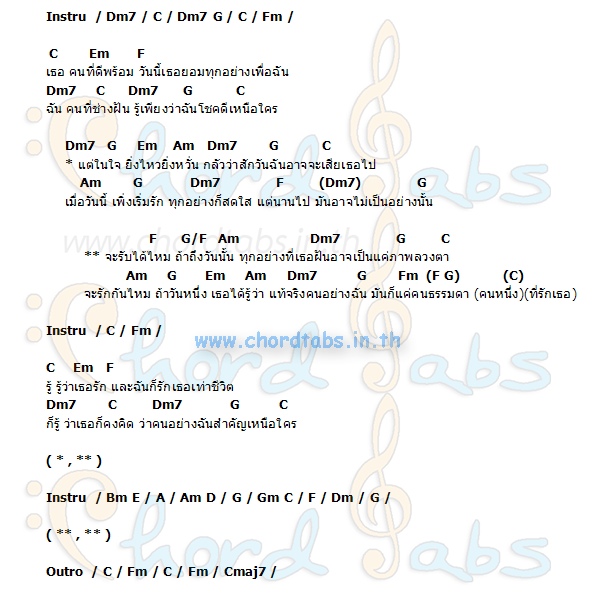 Instru / Dm7 / C / Dm7 G / C / Fm /
C Em F
เธอ คนที่ดีพร้อม วันนี้เธอยอมทุกอย่างเพื่อฉัน
Dm7 C Dm7 G C
ฉัน คนที่ช่างฝัน รู้เพียงว่าฉันโชคดีเหนือใคร
Dm7 G Em Am Dm7 G C
* แต่ในใจ ยิ่งไหวยิ่งหวั่น กลัวว่าสักวันฉันอาจจะเสียเธอไป
Am G Dm7 F (Dm7) G
เมื่อวันนี้ เพิ่งเริ่มรัก ทุกอย่างก็สดใส แต่นานไป มันอาจไม่เป็นอย่างนั้น
F G/F Am Dm7 G C
** จะรับได้ไหม ถ้าถึงวันนั้น ทุกอย่างที่เธอฝันอาจเป็นแค่ภาพลวงตา
Am G Em Am Dm7 G Fm (F G) (C)
จะรักกันไหม ถ้าวันหนึ่ง เธอได้รู้ว่า แท้จริงคนอย่างฉัน มันก็แค่คนธรรมดา (คนหนึ่ง)(ที่รักเธอ)
Instru / C / Fm /
www.chordtabs.in.th
C Em F
รู้ รู้ว่าเธอรัก และฉันก็รักเธอเท่าชีวิต
Dm7 C Dm7 G C
ก็รู้ ว่าเธอก็คงคิด ว่าคนอย่างฉันสำคัญเหนือใคร
( * , ** )
Instru / Bm E / A / Am D / G / Gm C / F / Dm / G /
( ** , ** )
Outro / C / Fm / C / Fm / Cmaj7 /
Chord Tabs
www.chordtabs.in.th
Chord Tabs
Chord Tabs